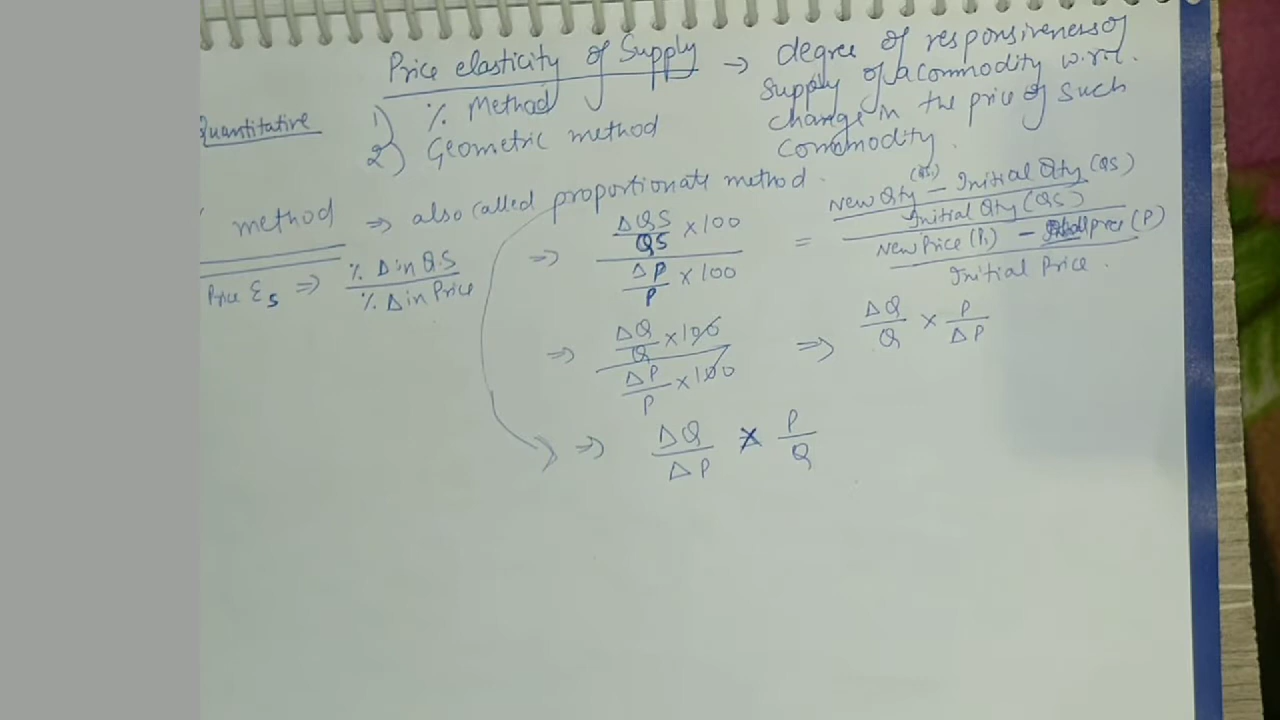 Price elasticity of Supply → degree of responsiveness of
supply of a commodity w.r.t.
change in the price of such
commodity.
Quantitative
1) % Method
2) Geometric method
% method ⇒ also called proportionate method.
Price Es ⇒ % Δ in Q.S / % Δ in Price
⇒ ΔQS/QS × 100 / ΔP/P × 100 = New Qty (QS1) − Initial Qty (QS) / Initial Qty (QS) / New Price (P1) − price (P) / Initial Price.
⇒ ΔQ/Q × 100 / ΔP/P × 100 ⇒ ΔQ/Q × P/ΔP
⇒ ΔQ/ΔP × P/Q